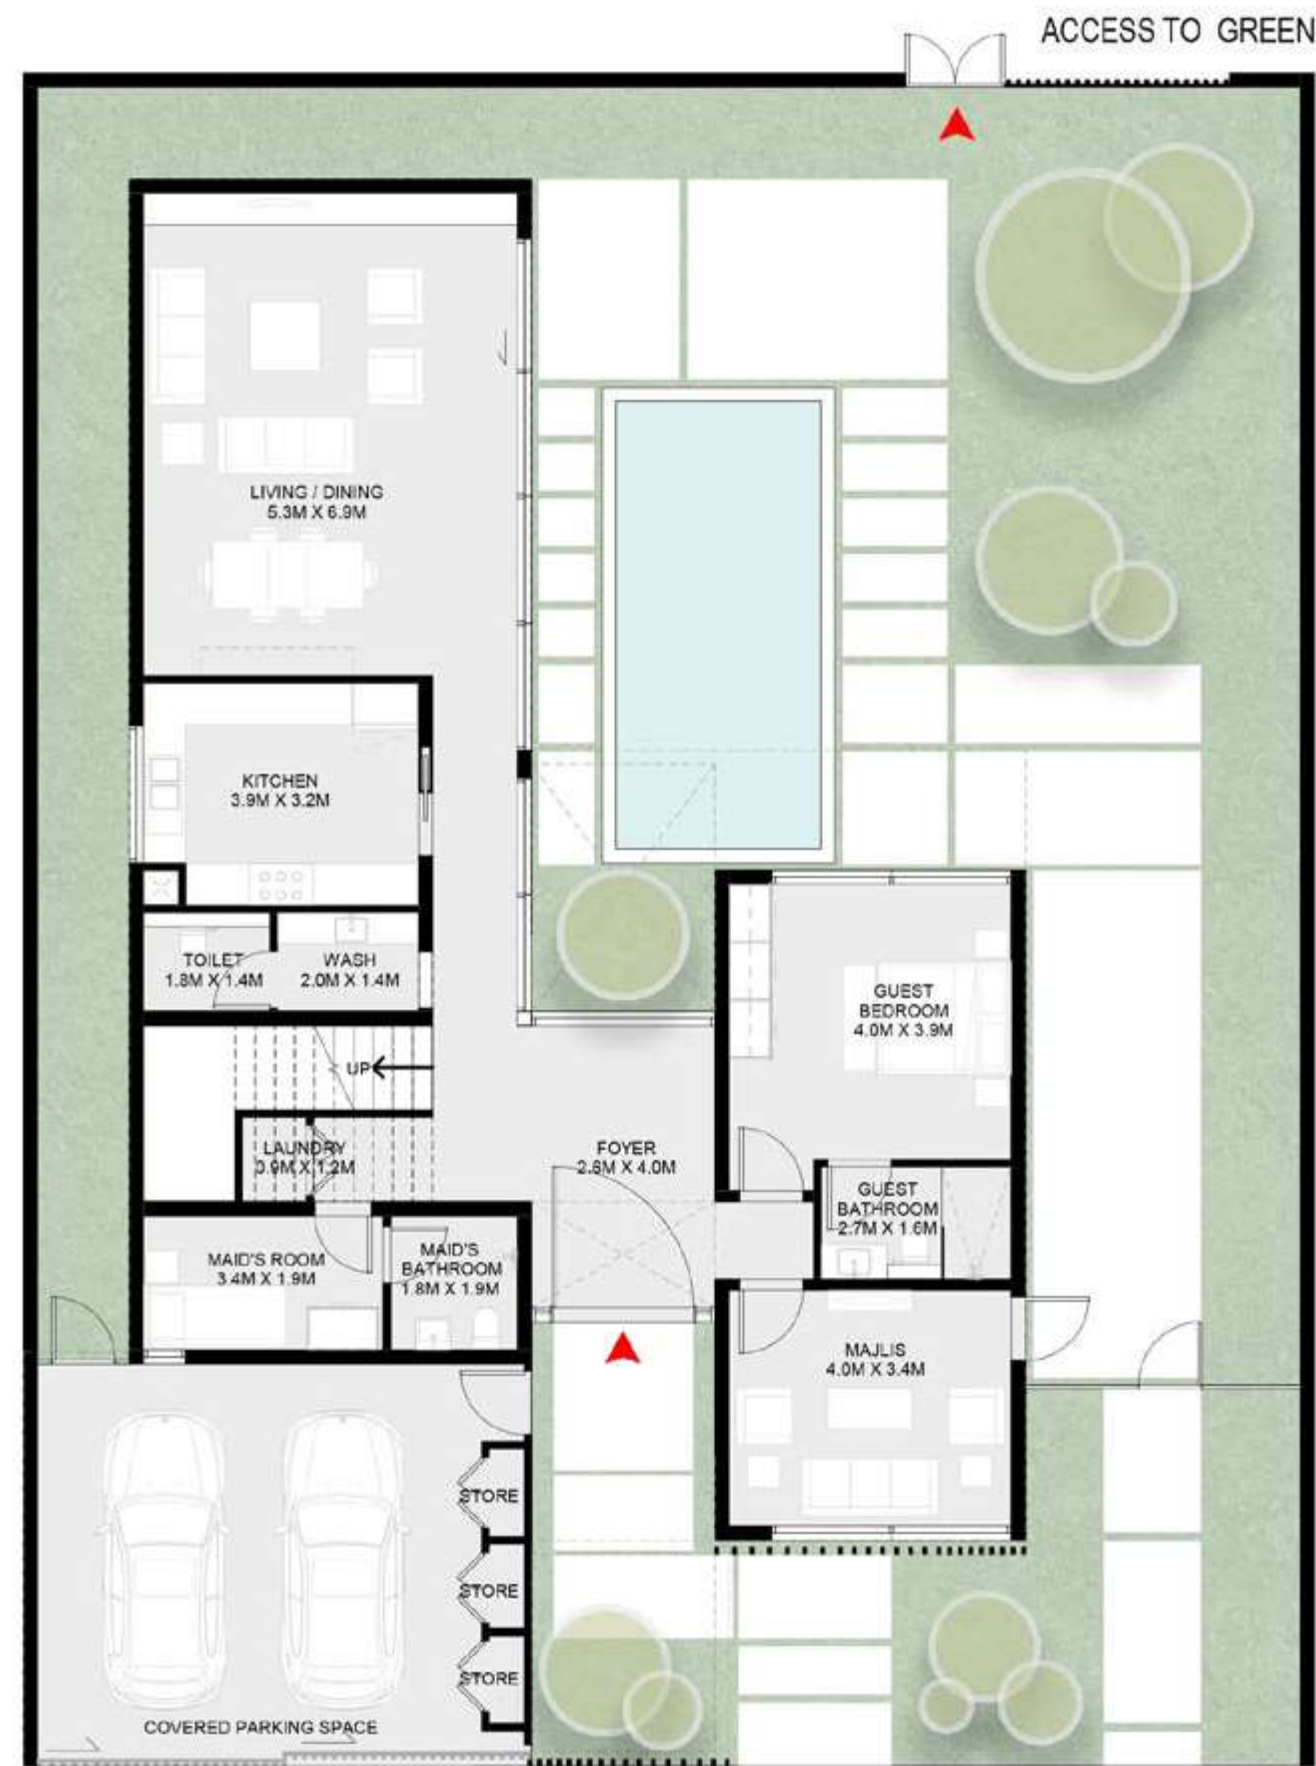 ACCESS TO GREEN
LIVING / DINING
5.3M X 6.9M
KITCHEN
3.9M X 3.2M
TOILET
1.8M X 1.4M
WASH
2.0M X 1.4M
GUEST
BEDROOM
4.0M X 3.9M
UP
LAUNDRY
0.9M X 1.2M
FOYER
2.8M X 4.0M
GUEST
BATHROOM
2.7M X 1.6M
MAID'S ROOM
3.4M X 1.9M
MAID'S
BATHROOM
1.8M X 1.9M
MAJLIS
4.0M X 3.4M
STORE
STORE
STORE
COVERED PARKING SPACE